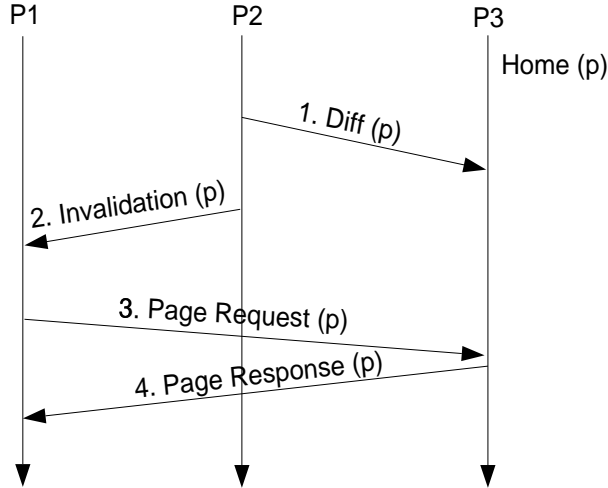 P1
P2
P3
Home (p)
1. Diff (p)
2. Invalidation (p)
3. Page Request (p)
4. Page Response (p)